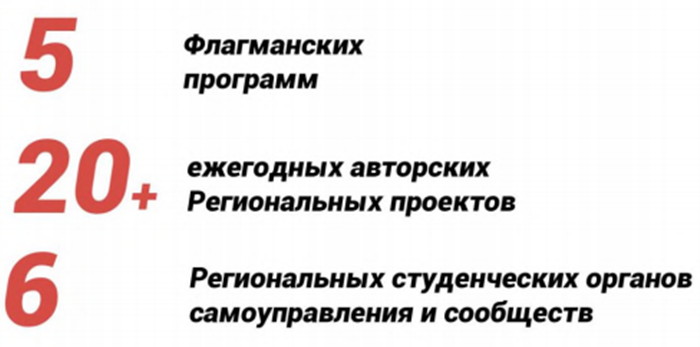 5
Флагманских
программ
20+
ежегодных авторских
Региональных проектов
6
Региональных студенческих органов
самоуправления и сообществ